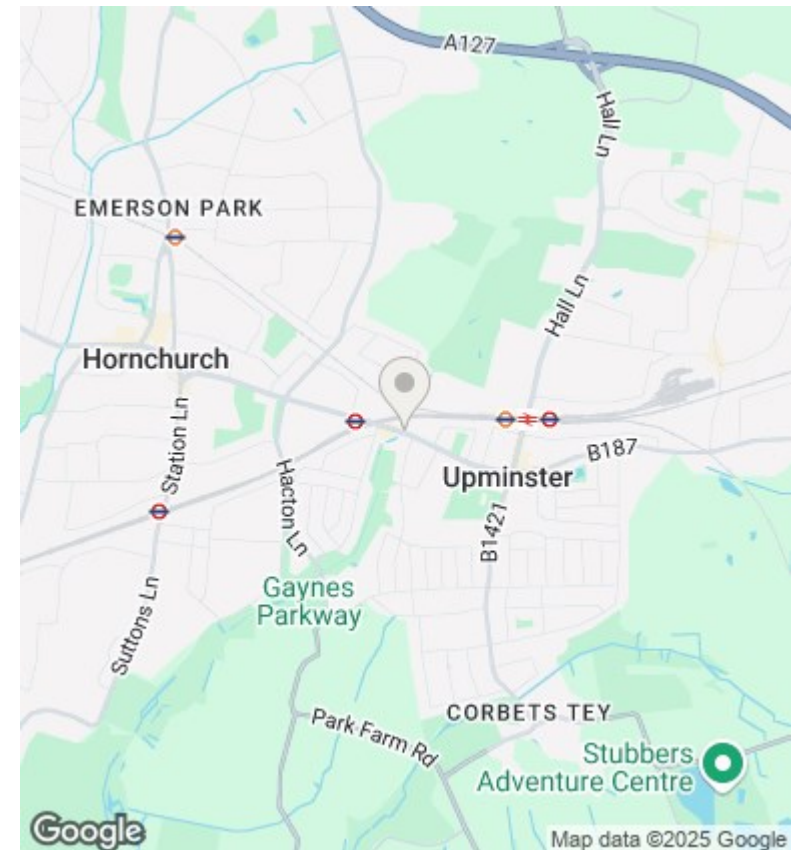 A127
Hall Ln
EMERSON PARK
Hall Ln
Hornchurch
Station Ln
B187
Upminster
Hacton Ln
B1421
Gaynes
Parkway
Suttons Ln
CORBETS TEY
Park Farm Rd
Stubbers
Adventure Centre
Google
Map data ©2025 Google